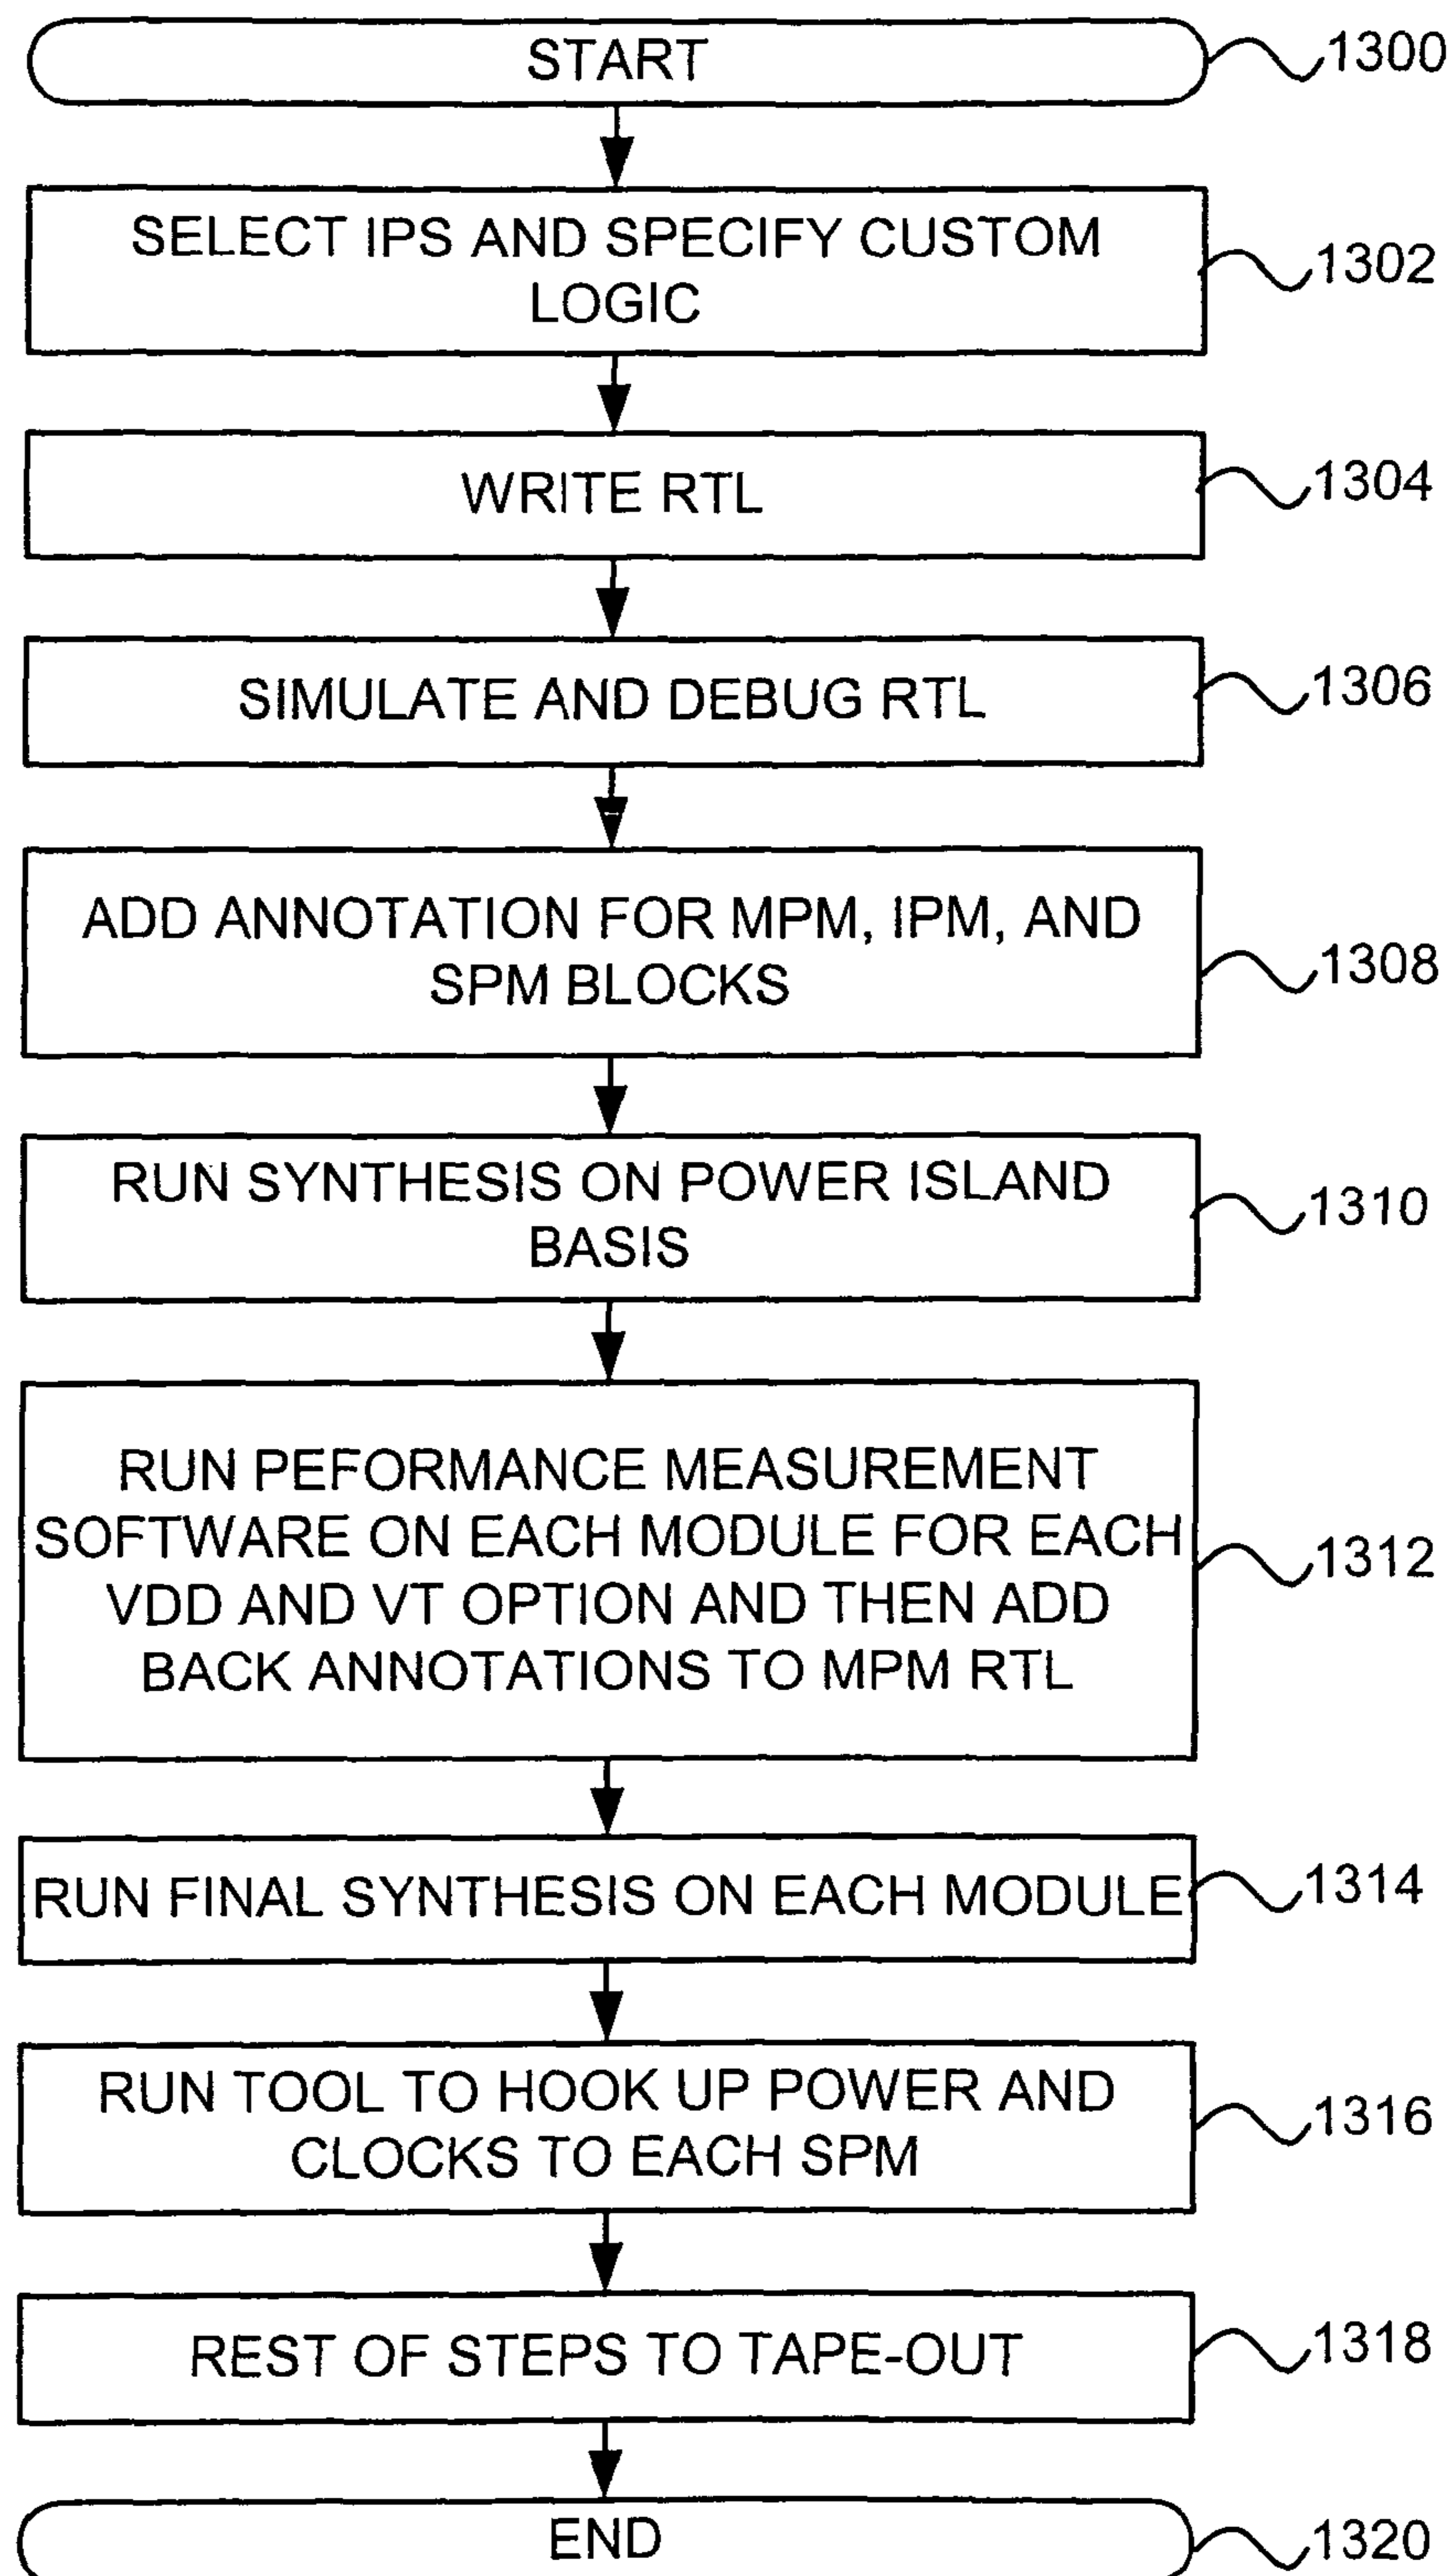 START
1300
SELECT IPS AND SPECIFY CUSTOM
LOGIC
1302
WRITE RTL
1304
SIMULATE AND DEBUG RTL
1306
ADD ANNOTATION FOR MPM, IPM, AND
SPM BLOCKS
1308
RUN SYNTHESIS ON POWER ISLAND
BASIS
1310
RUN PEFORMANCE MEASUREMENT
SOFTWARE ON EACH MODULE FOR EACH
VDD AND VT OPTION AND THEN ADD
BACK ANNOTATIONS TO MPM RTL
1312
RUN FINAL SYNTHESIS ON EACH MODULE
1314
RUN TOOL TO HOOK UP POWER AND
CLOCKS TO EACH SPM
1316
REST OF STEPS TO TAPE-OUT
1318
END
1320